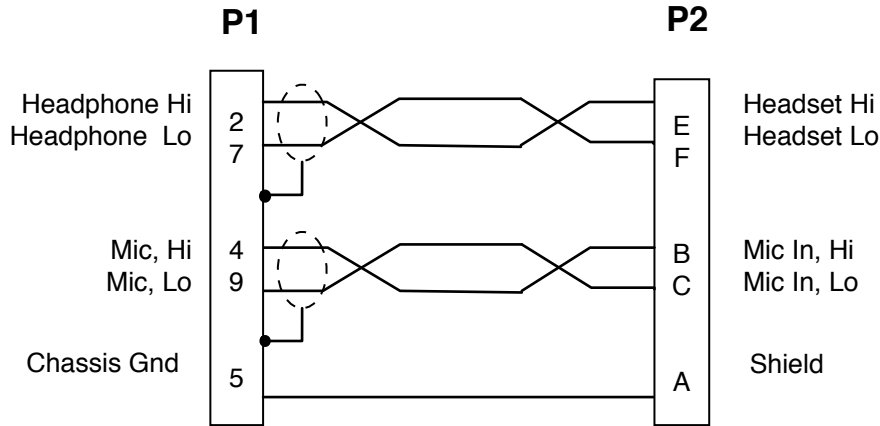 P1 P2
Headphone Hi 2 E Headset Hi
Headphone Lo 7 F Headset Lo
Mic, Hi 4 B Mic In, Hi
Mic, Lo 9 C Mic In, Lo
Chassis Gnd 5 A Shield